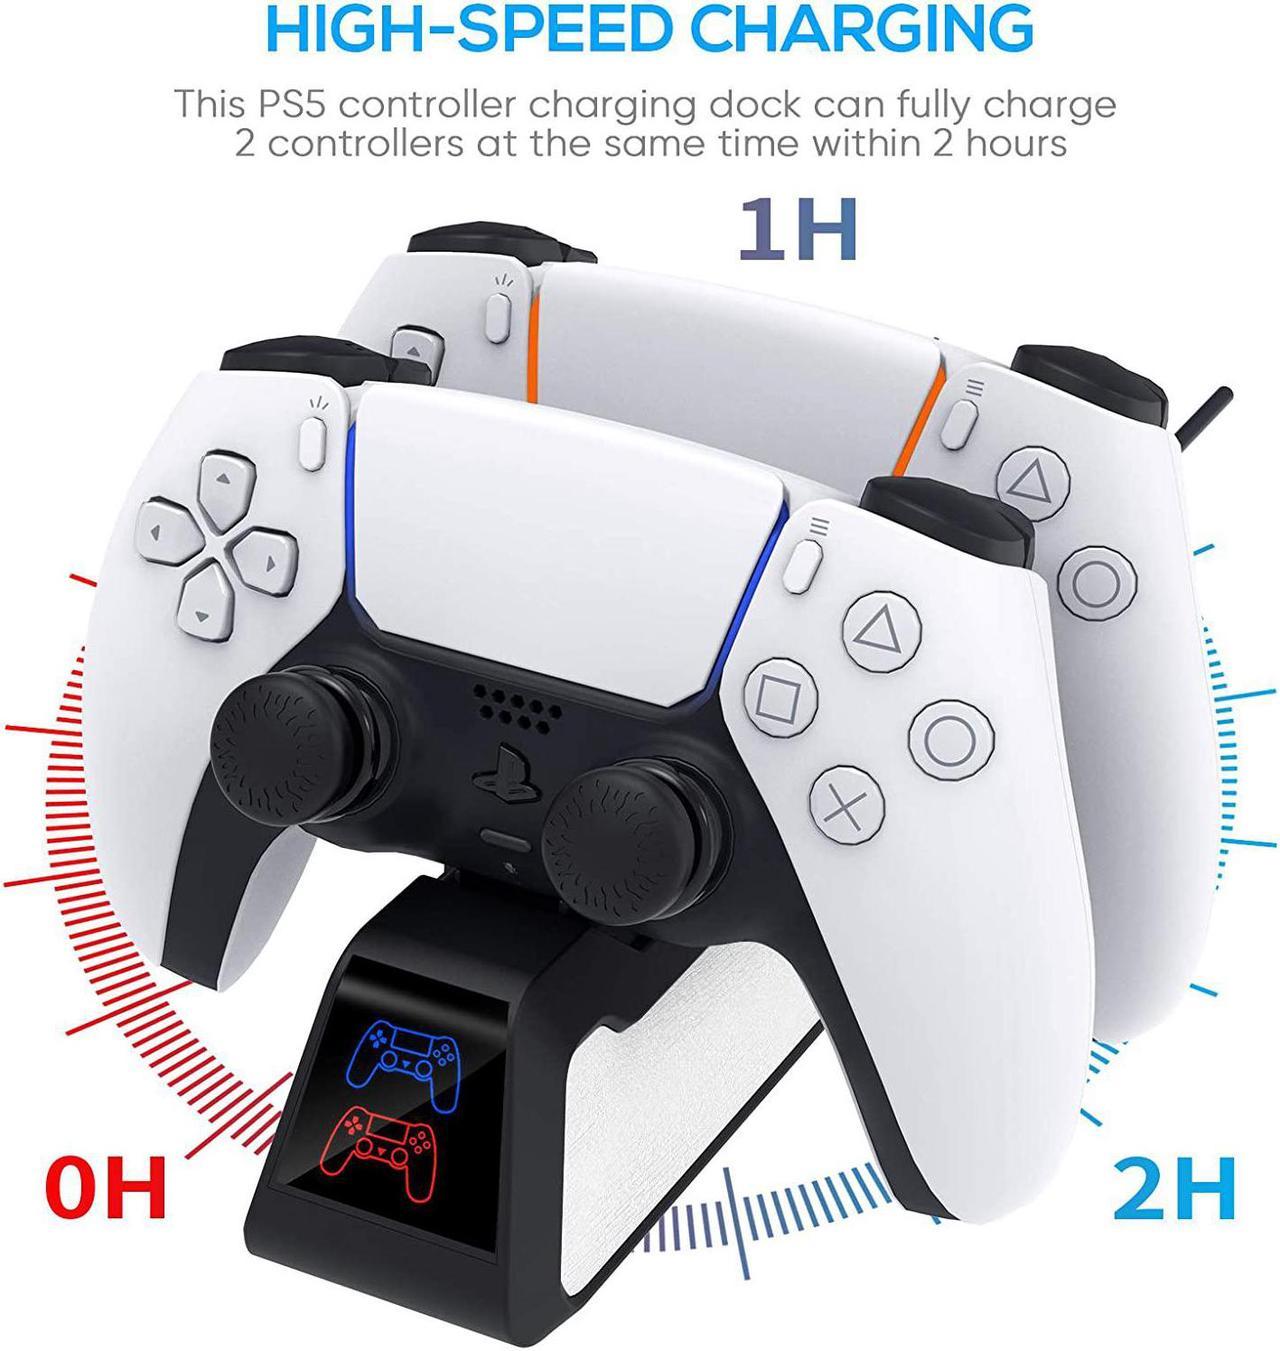 HIGH-SPEED CHARGING
This PS5 controller charging dock can fully charge
2 controllers at the same time within 2 hours
1H
0H
2H